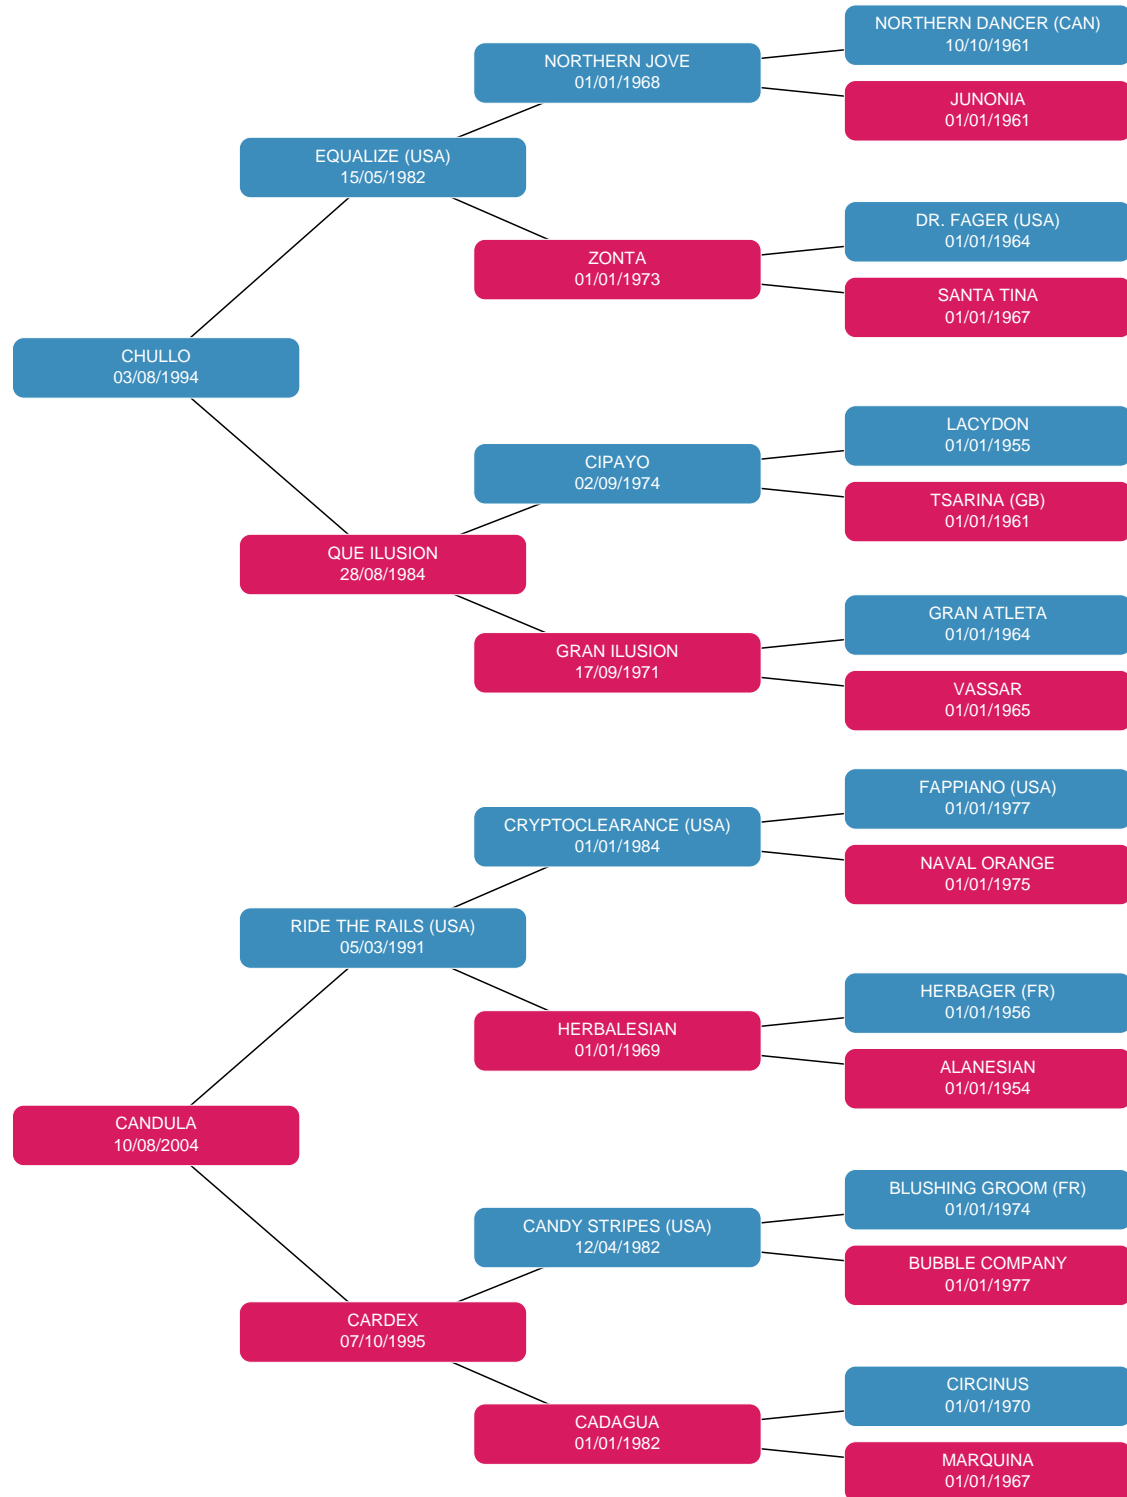 NORTHERN DANCER (CAN)
10/10/1961
NORTHERN JOVE
01/01/1968
JUNONIA
01/01/1961
EQUALIZE (USA)
15/05/1982
DR. FAGER (USA)
01/01/1964
ZONTA
01/01/1973
SANTA TINA
01/01/1967
CHULLO
03/08/1994
LACYDON
01/01/1955
CIPAYO
02/09/1974
TSARINA (GB)
01/01/1961
QUE ILUSION
28/08/1984
GRAN ATLETA
01/01/1964
GRAN ILUSION
17/09/1971
VASSAR
01/01/1965
FAPPIANO (USA)
01/01/1977
CRYPTOCLEARANCE (USA)
01/01/1984
NAVAL ORANGE
01/01/1975
RIDE THE RAILS (USA)
05/03/1991
HERBAGER (FR)
01/01/1956
HERBALESIAN
01/01/1969
ALANESIAN
01/01/1954
CANDULA
10/08/2004
BLUSHING GROOM (FR)
01/01/1974
CANDY STRIPES (USA)
12/04/1982
BUBBLE COMPANY
01/01/1977
CARDEX
07/10/1995
CIRCINUS
01/01/1970
CADAGUA
01/01/1982
MARQUINA
01/01/1967